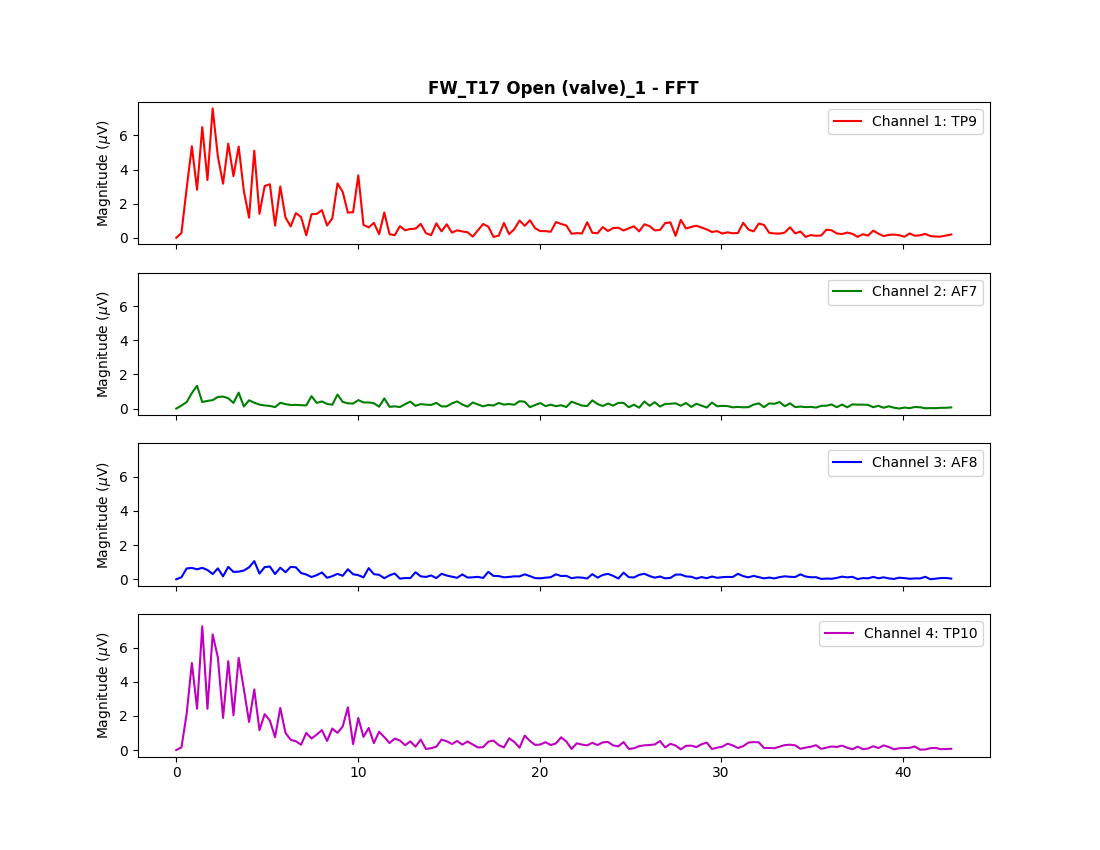 FW_T17 Open (valve)_1 - FFT
Channel 1: TP9
Magnitude (μV)
6
4
2
0
Channel 2: AF7
Magnitude (μV)
6
4
2
0
Channel 3: AF8
Magnitude (μV)
6
4
2
0
Channel 4: TP10
Magnitude (μV)
6
4
2
0
0 10 20 30 40